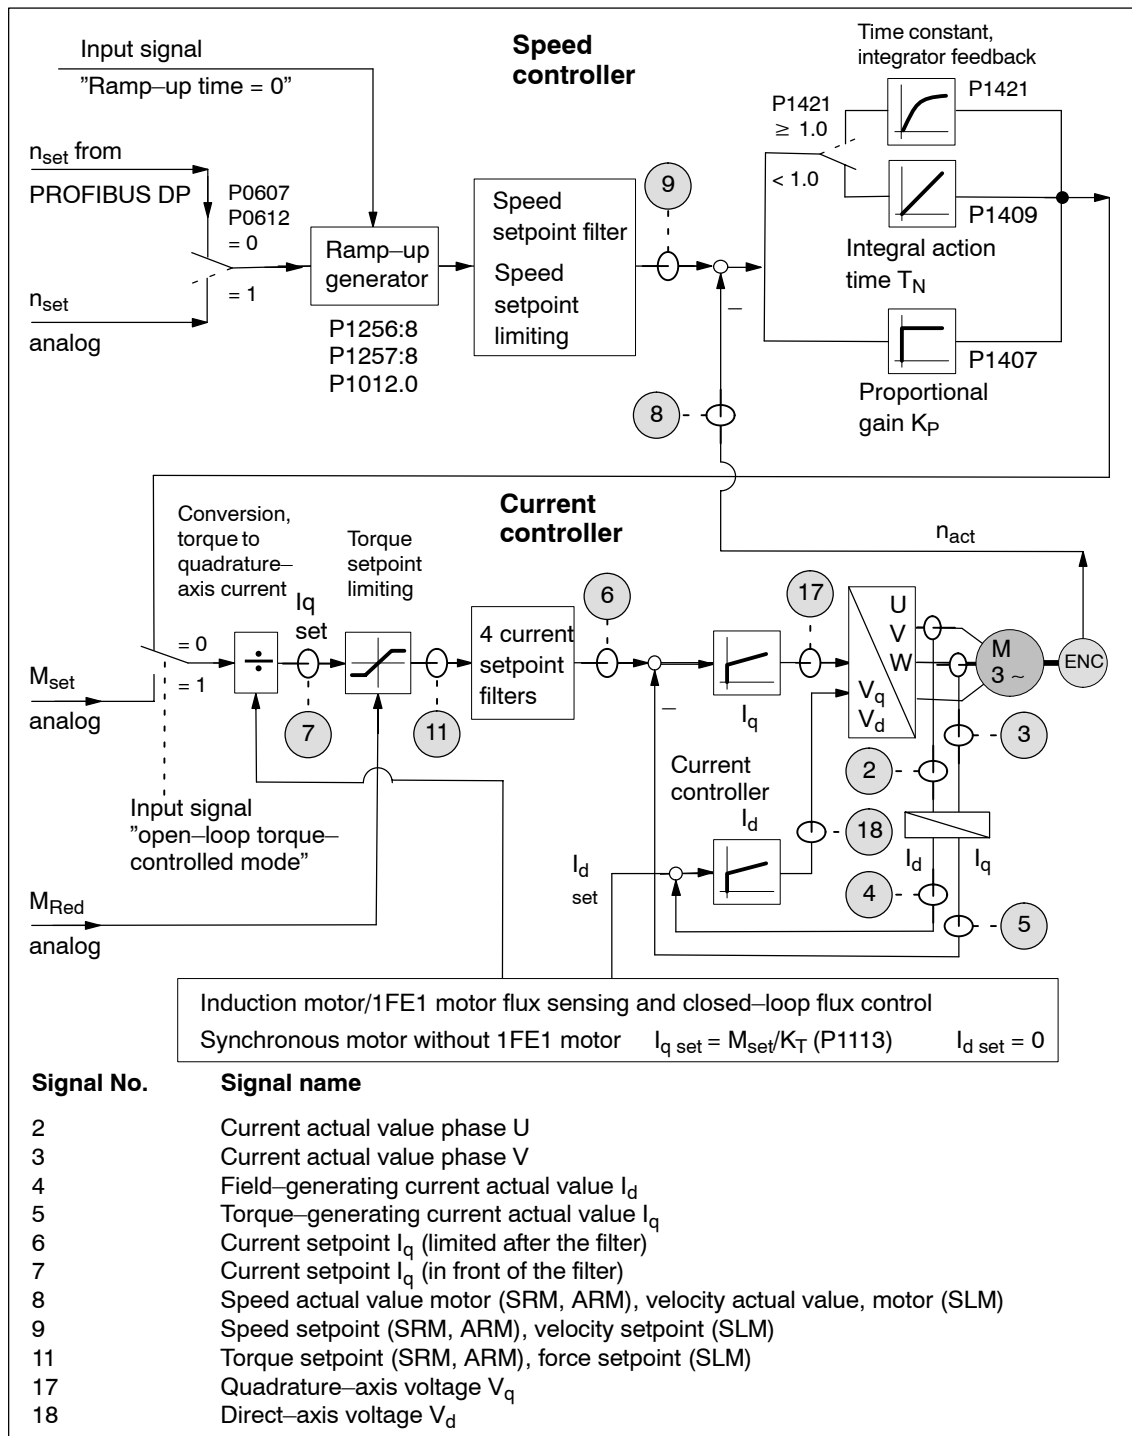 Input signal
”Ramp–up time = 0”
Speed
controller
Time constant,
integrator feedback
P1421
P1421
≥ 1.0
< 1.0
nset from
PROFIBUS DP
P0607
P0612
= 0
= 1
nset
analog
Ramp–up
generator
P1256:8
P1257:8
P1012.0
Speed
setpoint filter
Speed
setpoint
limiting
9
–
P1409
Integral action
time TN
P1407
Proportional
gain KP
8
Current
controller
nact
Conversion,
torque to
quadrature–
axis current
Torque
setpoint
limiting
Iq
set
= 0
= 1
÷
Mset
analog
7
11
4 current
setpoint
filters
6
–
Iq
17
U
V
W
Vq
Vd
M
3 ~
ENC
3
2
Input signal
”open–loop torque–
controlled mode”
Current
controller
Id
18
Id
Iq
Id
set
4
5
MRed
analog
Induction motor/1FE1 motor flux sensing and closed–loop flux control
Synchronous motor without 1FE1 motor Iq set = Mset/KT (P1113) Id set = 0
Signal No. Signal name
2 Current actual value phase U
3 Current actual value phase V
4 Field–generating current actual value Id
5 Torque–generating current actual value Iq
6 Current setpoint Iq (limited after the filter)
7 Current setpoint Iq (in front of the filter)
8 Speed actual value motor (SRM, ARM), velocity actual value, motor (SLM)
9 Speed setpoint (SRM, ARM), velocity setpoint (SLM)
11 Torque setpoint (SRM, ARM), force setpoint (SLM)
17 Quadrature–axis voltage Vq
18 Direct–axis voltage Vd